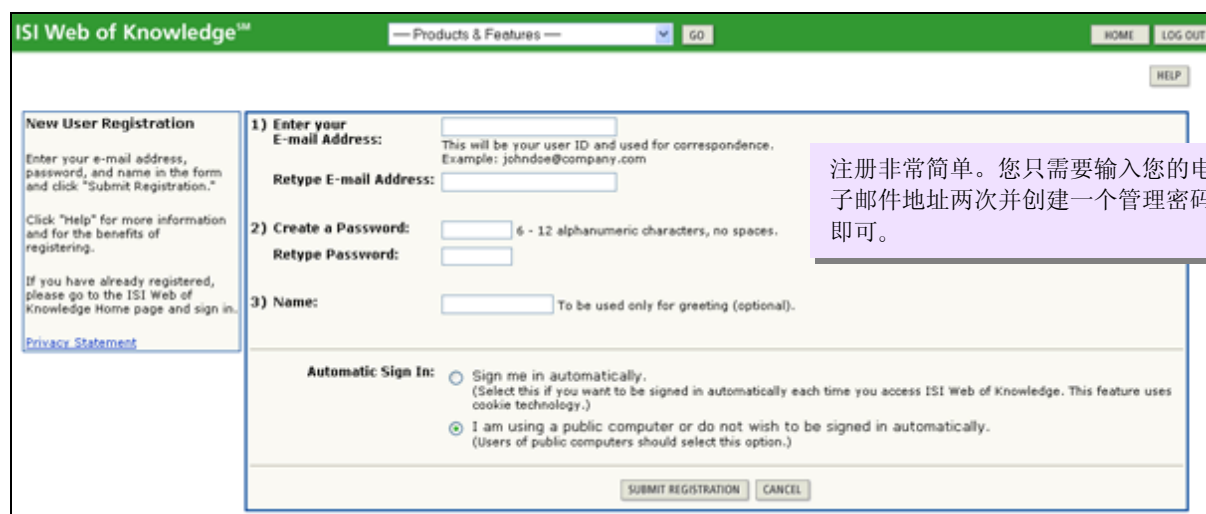 ISI Web of Knowledge℠
— Products & Features —
GO
HOME
LOG OUT
HELP
New User Registration
Enter your e-mail address,
password, and name in the form
and click "Submit Registration."
Click "Help" for more information
and for the benefits of
registering.
If you have already registered,
please go to the ISI Web of
Knowledge Home page and sign in.
Privacy Statement
1) Enter your
E-mail Address:
This will be your user ID and used for correspondence.
Example: johndoe@company.com
Retype E-mail Address:
2) Create a Password:
6 - 12 alphanumeric characters, no spaces.
Retype Password:
3) Name:
To be used only for greeting (optional).
注册非常简单。您只需要输入您的电
子邮件地址两次并创建一个管理密码
即可。
Automatic Sign In:
Sign me in automatically.
(Select this if you want to be signed in automatically each time you access ISI Web of Knowledge. This feature uses
cookie technology.)
I am using a public computer or do not wish to be signed in automatically.
(Users of public computers should select this option.)
SUBMIT REGISTRATION
CANCEL